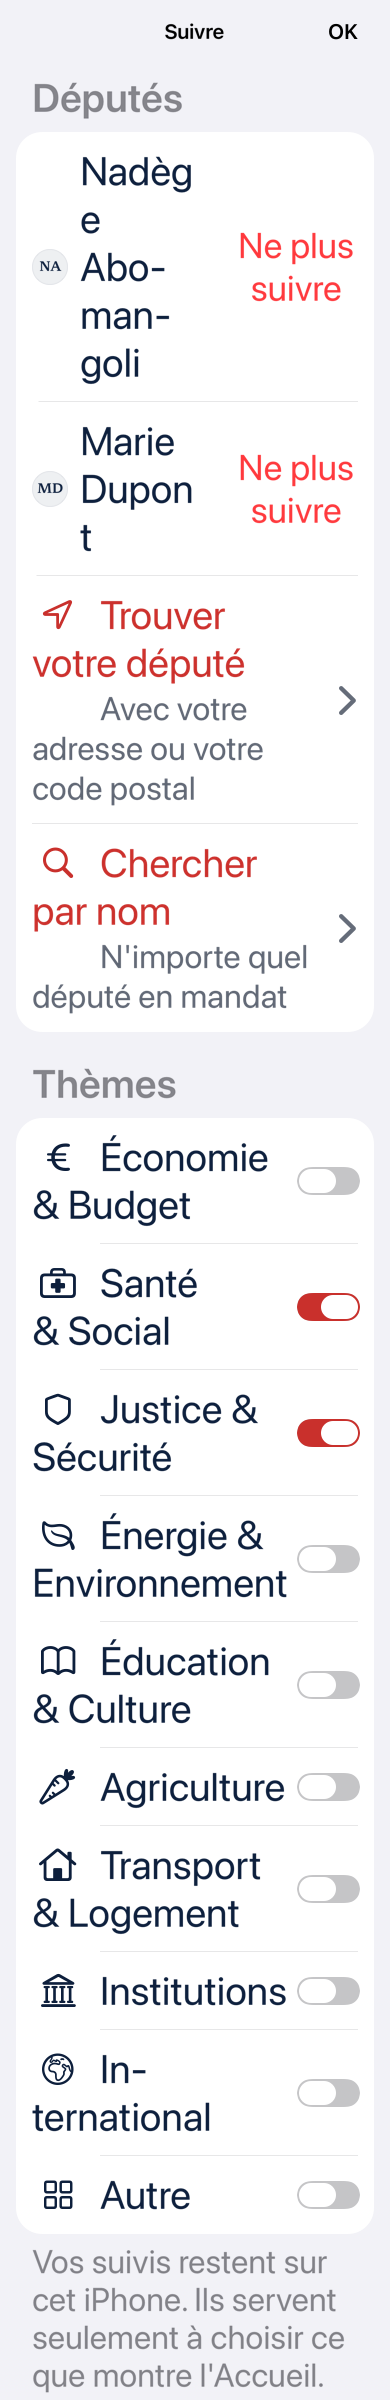 Suivre
OK
Députés
NA
Nadèg
e
Abo-
man-
goli
Ne plus
suivre
MD
Marie
Dupon
t
Ne plus
suivre
Trouver
votre député
Avec votre
adresse ou votre
code postal
Chercher
par nom
N'importe quel
député en mandat
Thèmes
Économie
& Budget
Santé
& Social
Justice &
Sécurité
Énergie &
Environnement
Éducation
& Culture
Agriculture
Transport
& Logement
Institutions
In-
ternational
Autre
Vos suivis restent sur
cet iPhone. Ils servent
seulement à choisir ce
que montre l'Accueil.